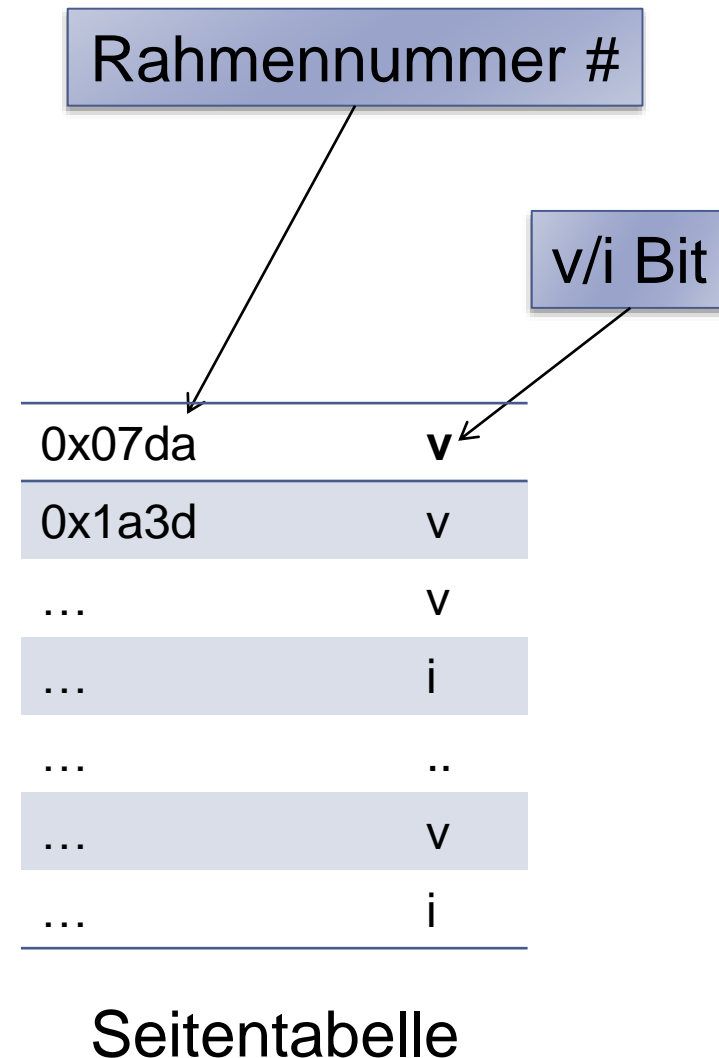 Rahmennummer #
v/i Bit
0x07da v
0x1a3d v
… v
… i
… ..
… v
… i
Seitentabelle